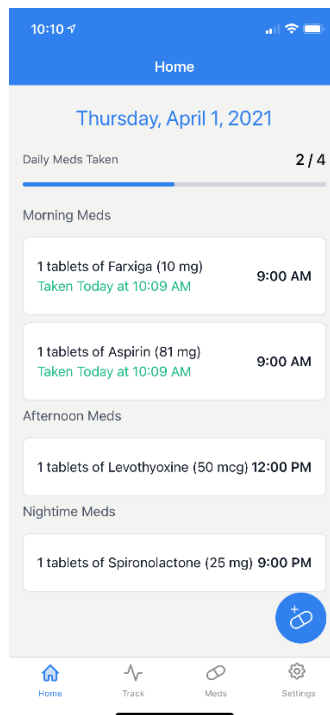 10:10
Home
Thursday, April 1, 2021
Daily Meds Taken 2 / 4
Morning Meds
1 tablets of Farxiga (10 mg) 9:00 AM
Taken Today at 10:09 AM
1 tablets of Aspirin (81 mg) 9:00 AM
Taken Today at 10:09 AM
Afternoon Meds
1 tablets of Levothyoxine (50 mcg) 12:00 PM
Nightime Meds
1 tablets of Spironolactone (25 mg) 9:00 PM
Home Track Meds Settings